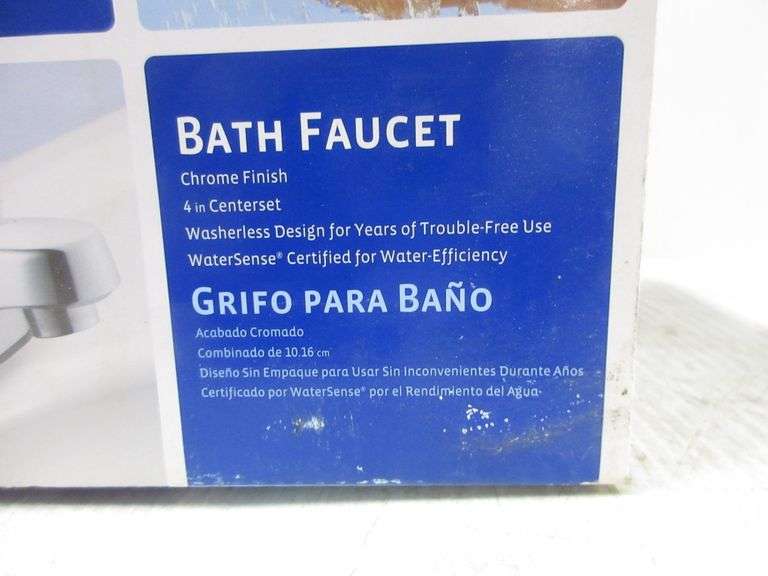 BATH FAUCET
Chrome Finish
4 in Centerset
Washerless Design for Years of Trouble-Free Use
WaterSense® Certified for Water-Efficiency
GRIFO PARA BAÑO
Acabado Cromado
Combinado de 10.16 cm
Diseño Sin Empaque para Usar Sin Inconvenientes Durante Años
Certificado por WaterSense® por el Rendimiento del Agua